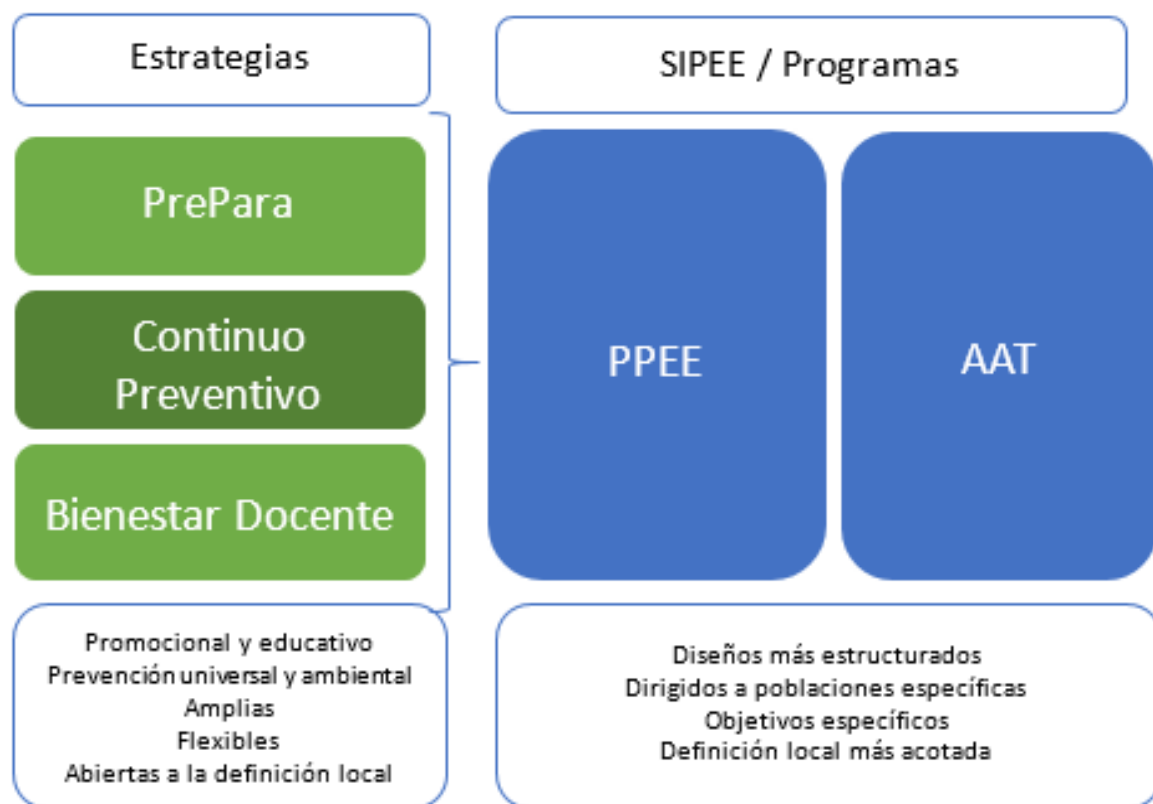 Estrategias
SIPEE / Programas
PrePara
Continuo
Preventivo
Bienestar Docente
PPEE
AAT
Promocional y educativo
Prevención universal y ambiental
Amplias
Flexibles
Abiertas a la definición local
Diseños más estructurados
Dirigidos a poblaciones específicas
Objetivos específicos
Definición local más acotada